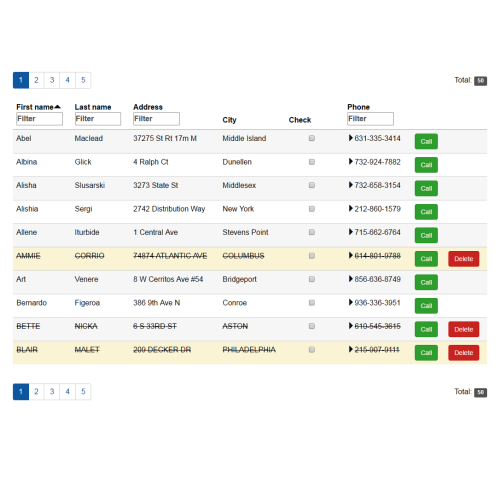 1 2 3 4 5 Total: 50
First name Last name Address City Check Phone
Filter Filter Filter Filter
Abel Maclead 37275 St Rt 17m M Middle Island 631-335-3414 Call
Albina Glick 4 Ralph Ct Dunellen 732-924-7882 Call
Alisha Slusarski 3273 State St Middlesex 732-658-3154 Call
Alishia Sergi 2742 Distribution Way New York 212-860-1579 Call
Allene Iturbide 1 Central Ave Stevens Point 715-662-6764 Call
AMMIE CORRIO 74874 ATLANTIC AVE COLUMBUS 614-801-9788 Call Delete
Art Venere 8 W Cerritos Ave #54 Bridgeport 856-636-8749 Call
Bernardo Figeroa 386 9th Ave N Conroe 936-336-3951 Call
BETTE NICKA 6 S 33RD ST ASTON 610-545-3615 Call Delete
BLAIR MALET 209 DECKER DR PHILADELPHIA 215-907-9111 Call Delete
1 2 3 4 5 Total: 50